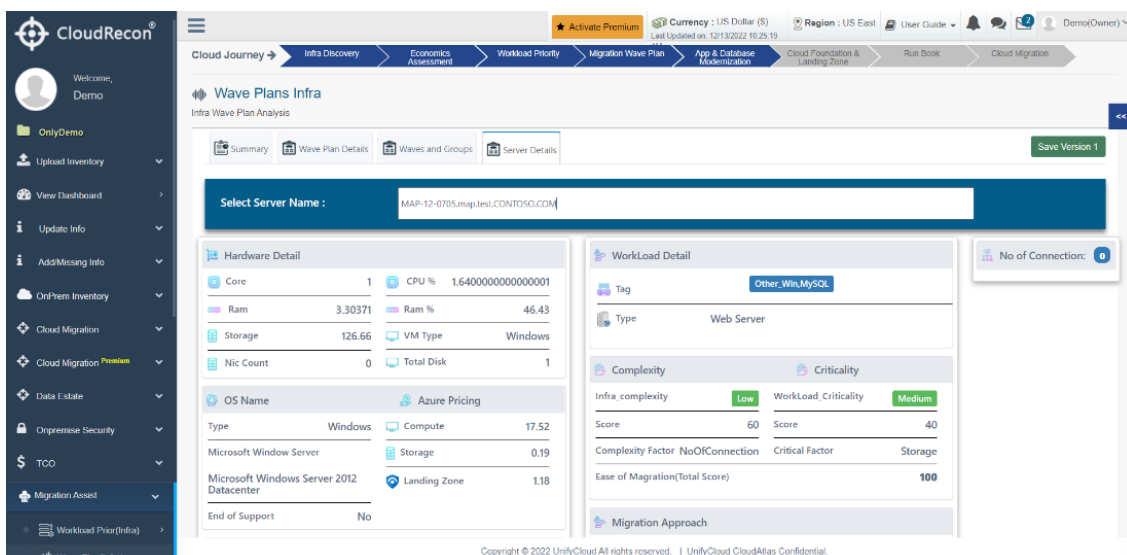 CloudRecon®
Welcome,
Demo
OnlyDemo
Upload Inventory
View Dashboard
Update Info
Add/Missing Info
OnPrem Inventory
Cloud Migration
Cloud Migration Premium
Data Estate
Onpremise Security
TCO
Migration Assist
Workload Prior(Infra)
Activate Premium
Currency : US Dollar ($)
Last Updated on: 12/13/2022 10:25:19
Region : US East
User Guide
2
Demo(Owner)
Cloud Journey
Infra Discovery
Economics Assessment
Workload Priority
Migration Wave Plan
App & Database Modernization
Cloud Foundation & Landing Zone
Run Book
Cloud Migration
Wave Plans Infra
Infra Wave Plan Analysis
<<
Summary
Wave Plan Details
Waves and Groups
Server Details
Save Version 1
Select Server Name :
MAP-12-0705.map.test.CONTOSO.COM
Hardware Detail
Core 1 CPU % 1.6400000000000001
Ram 3.30371 Ram % 46.43
Storage 126.66 VM Type Windows
Nic Count 0 Total Disk 1
OS Name
Type Windows
Microsoft Window Server
Microsoft Windows Server 2012
Datacenter
End of Support No
Azure Pricing
Compute 17.52
Storage 0.19
Landing Zone 1.18
WorkLoad Detail
Tag Other_Win,MySQL
Type Web Server
Complexity
Criticality
Infra_complexity Low WorkLoad_Criticality Medium
Score 60 Score 40
Complexity Factor NoOfConnection Critical Factor Storage
Ease of Magration(Total Score) 100
Migration Approach
No of Connection: 0
Copyright © 2022 UnifyCloud All rights reserved. | UnifyCloud CloudAtlas Confidential.